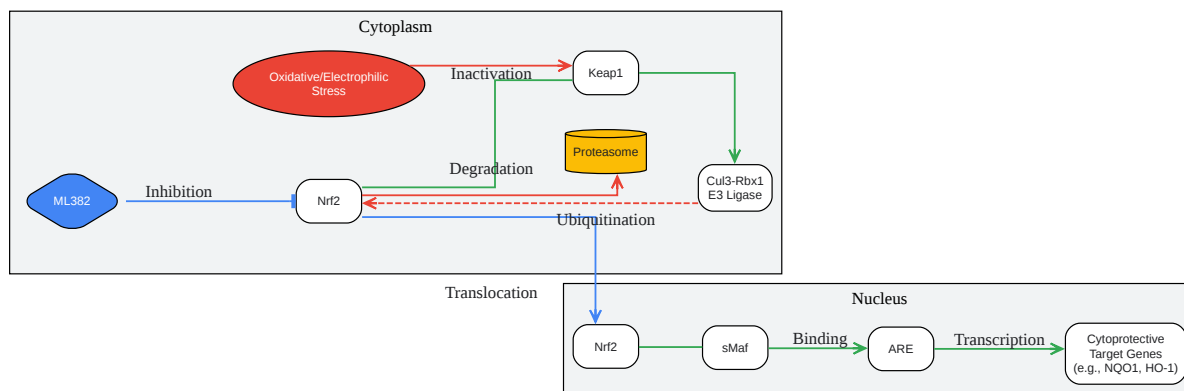 Cytoplasm
Oxidative/Electrophilic
Stress
Inactivation
Keap1
Proteasome
Degradation
ML382
Inhibition
Nrf2
Cul3-Rbx1
E3 Ligase
Ubiquitination
Translocation
Nucleus
Nrf2
sMaf
Binding
ARE
Transcription
Cytoprotective
Target Genes
(e.g., NQO1, HO-1)